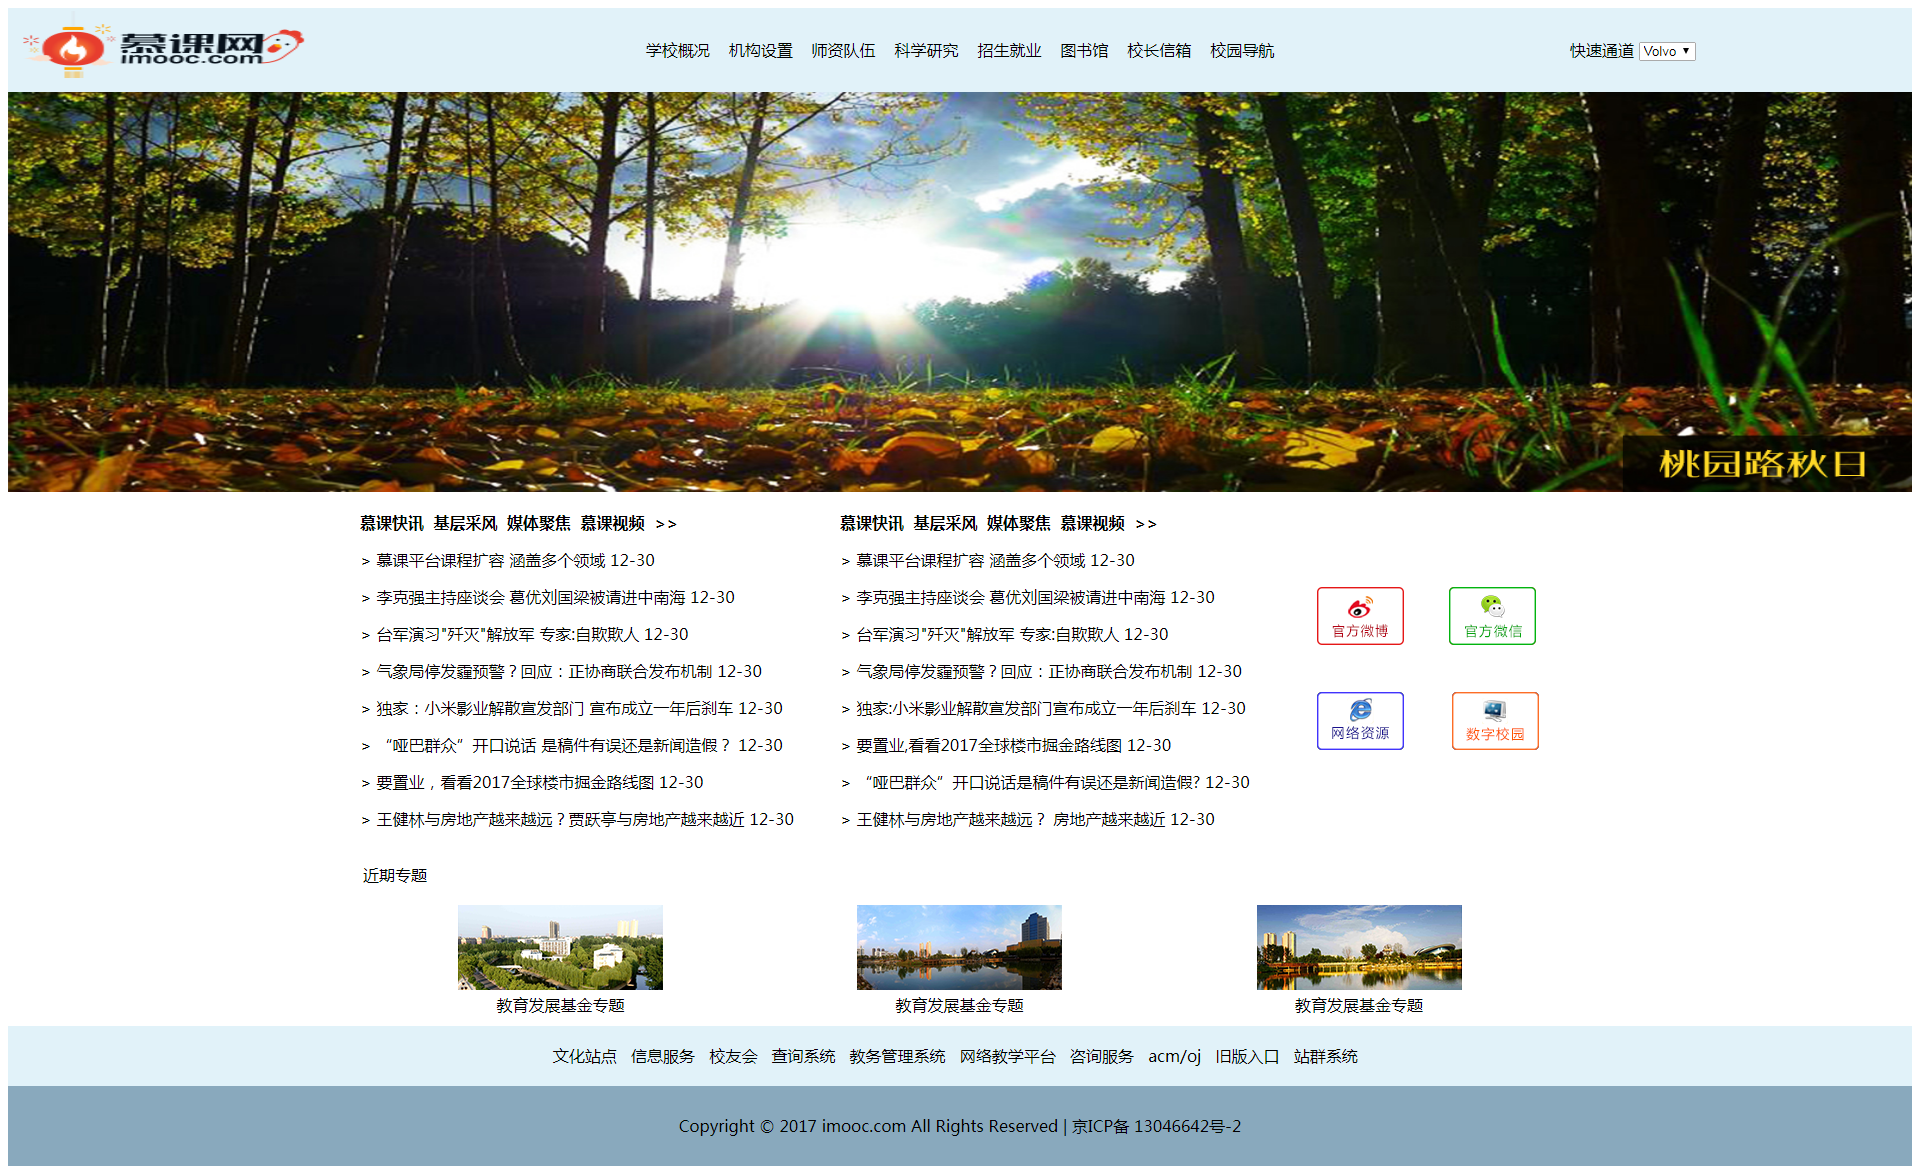 慕课网
imooc.com
学校概况 机构设置 师资队伍 科学研究 招生就业 图书馆 校长信箱 校园导航
快速通道 Volvo
桃园路秋日
慕课快讯 基层采风 媒体聚焦 慕课视频 >>
> 慕课平台课程扩容 涵盖多个领域 12-30
> 李克强主持座谈会 葛优刘国梁被请进中南海 12-30
> 台军演习"歼灭"解放军 专家:自欺欺人 12-30
> 气象局停发霾预警？回应：正协商联合发布机制 12-30
> 独家：小米影业解散宣发部门 宣布成立一年后刹车 12-30
> “哑巴群众”开口说话 是稿件有误还是新闻造假？ 12-30
> 要置业，看看2017全球楼市掘金路线图 12-30
> 王健林与房地产越来越远？贾跃亭与房地产越来越近 12-30
慕课快讯 基层采风 媒体聚焦 慕课视频 >>
> 慕课平台课程扩容 涵盖多个领域 12-30
> 李克强主持座谈会 葛优刘国梁被请进中南海 12-30
> 台军演习"歼灭"解放军 专家:自欺欺人 12-30
> 气象局停发霾预警？回应：正协商联合发布机制 12-30
> 独家:小米影业解散宣发部门宣布成立一年后刹车 12-30
> 要置业,看看2017全球楼市掘金路线图 12-30
> “哑巴群众”开口说话是稿件有误还是新闻造假? 12-30
> 王健林与房地产越来越远？ 房地产越来越近 12-30
官方微博 官方微信
网络资源 数字校园
近期专题
教育发展基金专题 教育发展基金专题 教育发展基金专题
文化站点 信息服务 校友会 查询系统 教务管理系统 网络教学平台 咨询服务 acm/oj 旧版入口 站群系统
Copyright © 2017 imooc.com All Rights Reserved | 京ICP备 13046642号-2